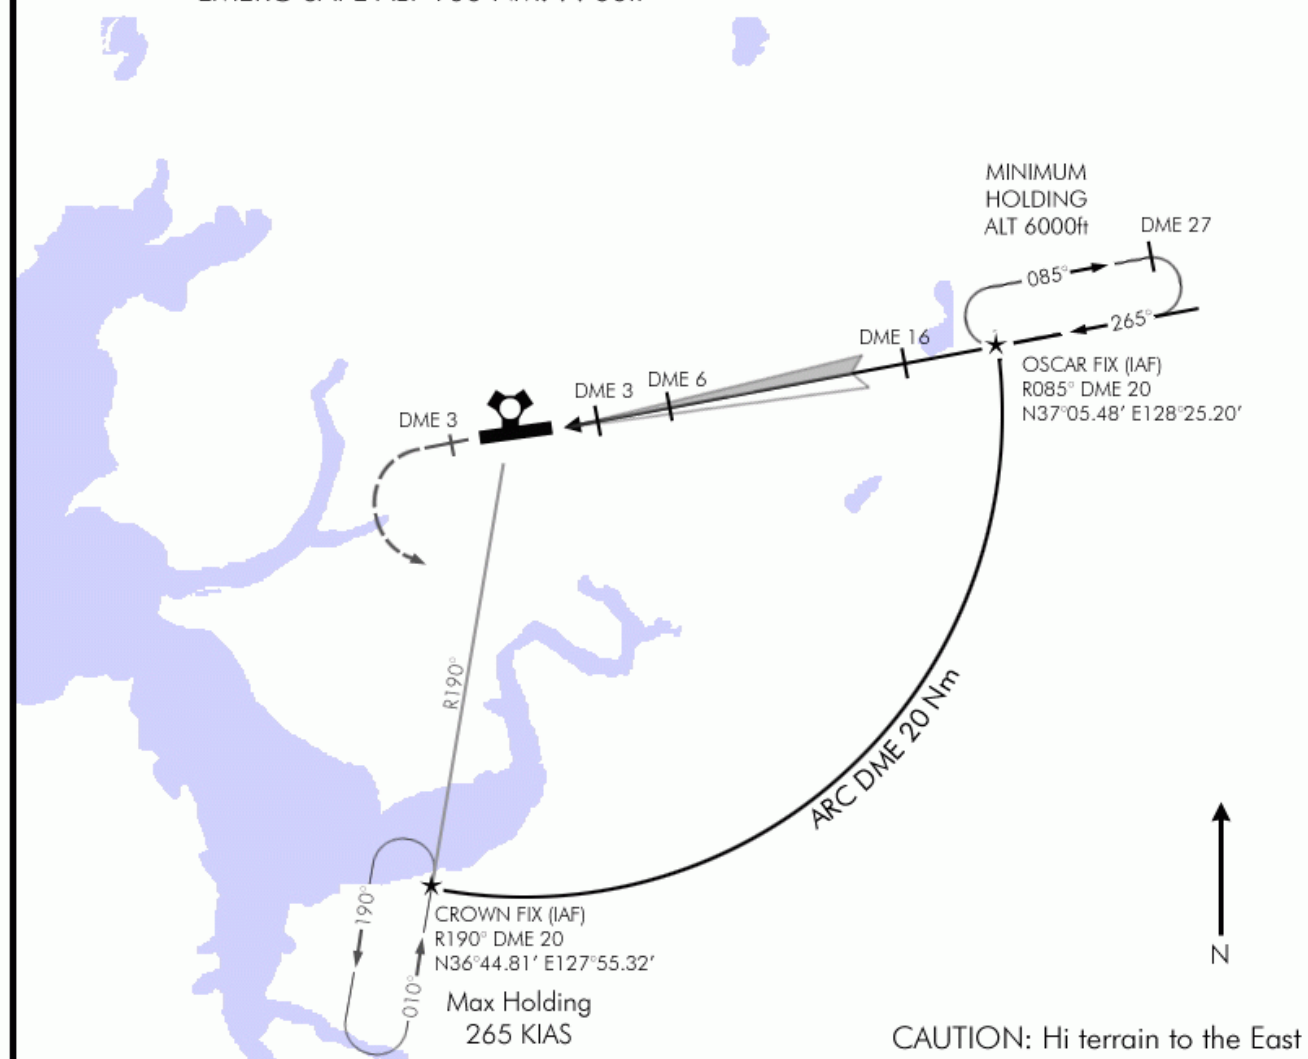 MINIMUM
HOLDING
ALT 6000ft
DME 27
085°
265°
DME 16
OSCAR FIX (IAF)
R085° DME 20
N37°05.48' E128°25.20'
DME 3
DME 6
DME 3
R190°
ARC DME 20 Nm
190°
010°
CROWN FIX (IAF)
R190° DME 20
N36°44.81' E127°55.32'
Max Holding
265 KIAS
N
CAUTION: Hi terrain to the East